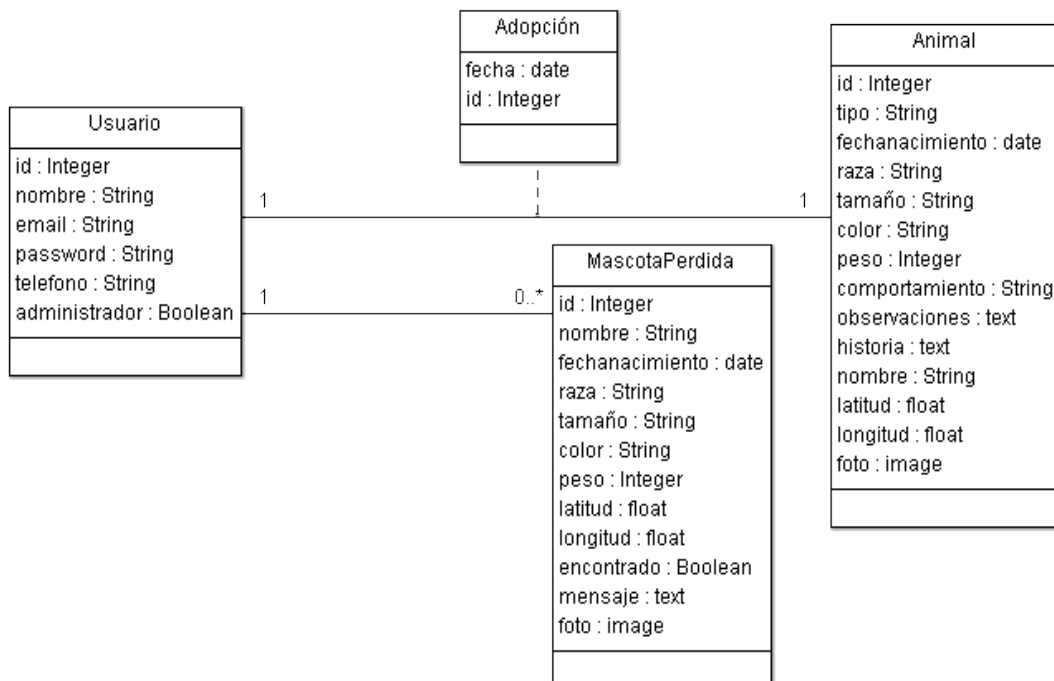 Adopción
fecha : date
id : Integer
Animal
id : Integer
tipo : String
fechanacimiento : date
raza : String
tamaño : String
color : String
peso : Integer
comportamiento : String
observaciones : text
historia : text
nombre : String
latitud : float
longitud : float
foto : image
Usuario
id : Integer
nombre : String
email : String
password : String
telefono : String
administrador : Boolean
1
1
1
0..*
MascotaPerdida
id : Integer
nombre : String
fechanacimiento : date
raza : String
tamaño : String
color : String
peso : Integer
latitud : float
longitud : float
encontrado : Boolean
mensaje : text
foto : image